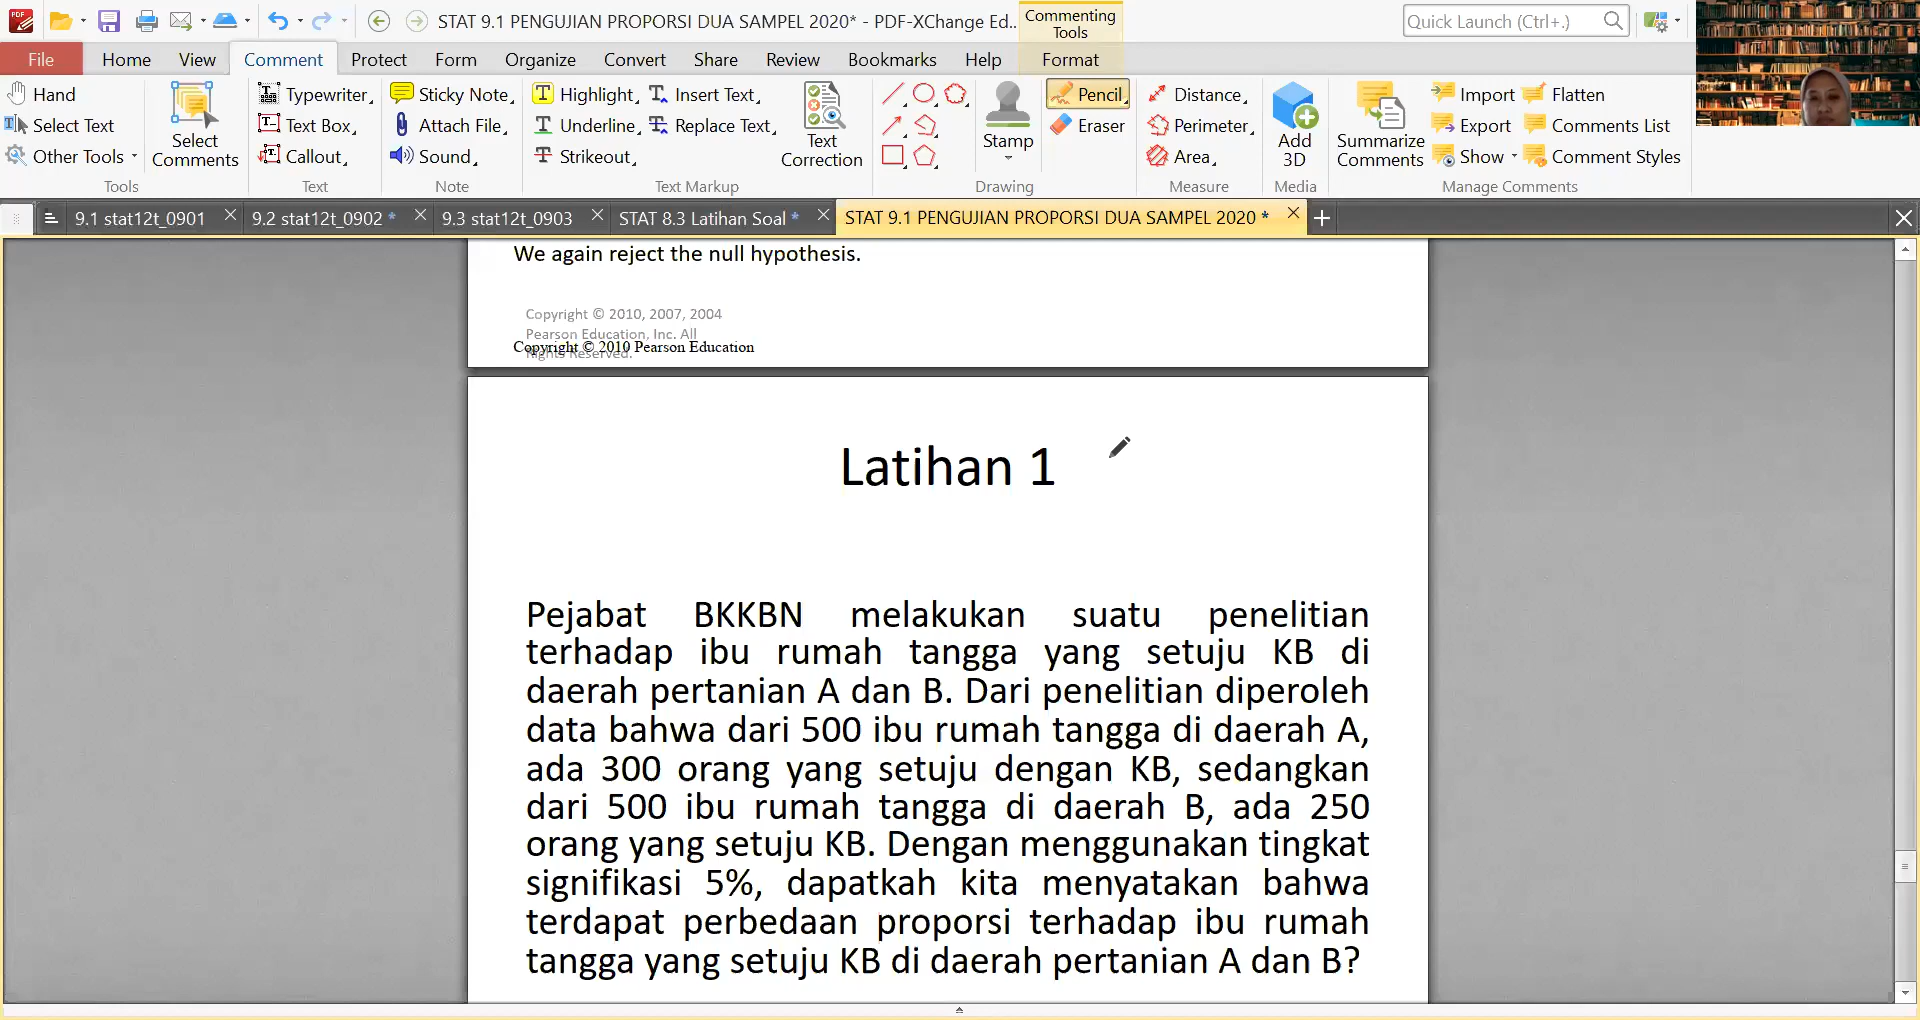 STAT 9.1 PENGUJIAN PROPORSI DUA SAMPEL 2020* - PDF-XChange Ed...
Commenting Tools
Quick Launch (Ctrl+.)
File Home View Comment Protect Form Organize Convert Share Review Bookmarks Help Format
Hand
Select Text
Other Tools
Select Comments
Tools
Typewriter
Text Box
Callout
Text
Sticky Note
Attach File
Sound
Note
Highlight
Underline
Strikeout
Insert Text
Replace Text
Text Correction
Text Markup
Stamp
Pencil
Eraser
Drawing
Distance
Perimeter
Area
Measure
Add 3D
Media
Summarize Comments
Import
Export
Show
Flatten
Comments List
Comment Styles
Manage Comments
9.1 stat12t_0901
9.2 stat12t_0902 *
9.3 stat12t_0903
STAT 8.3 Latihan Soal *
STAT 9.1 PENGUJIAN PROPORSI DUA SAMPEL 2020 *
We again reject the null hypothesis.
Copyright © 2010, 2007, 2004
Pearson Education, Inc. All
Rights Reserved.
Copyright © 2010 Pearson Education
Latihan 1
Pejabat BKKBN melakukan suatu penelitian
terhadap ibu rumah tangga yang setuju KB di
daerah pertanian A dan B. Dari penelitian diperoleh
data bahwa dari 500 ibu rumah tangga di daerah A,
ada 300 orang yang setuju dengan KB, sedangkan
dari 500 ibu rumah tangga di daerah B, ada 250
orang yang setuju KB. Dengan menggunakan tingkat
signifikasi 5%, dapatkah kita menyatakan bahwa
terdapat perbedaan proporsi terhadap ibu rumah
tangga yang setuju KB di daerah pertanian A dan B?